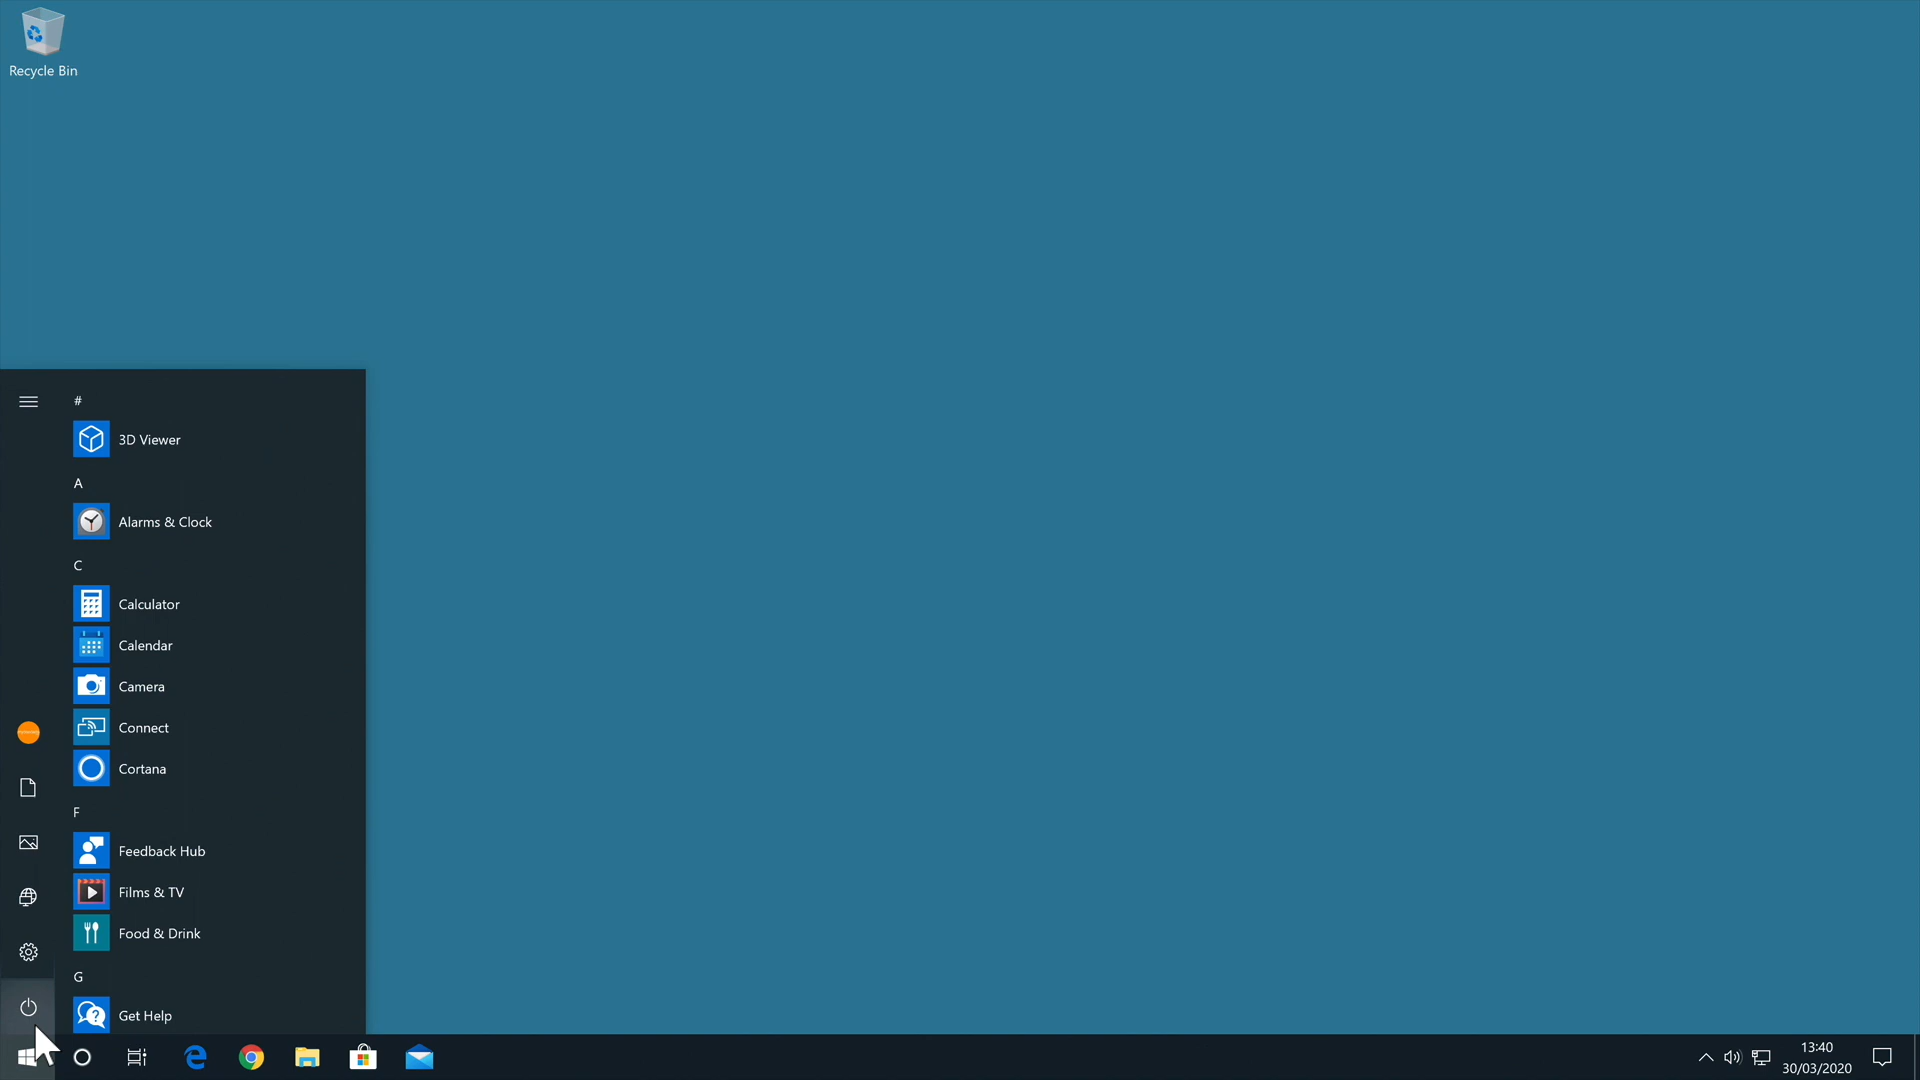 Recycle Bin
#
3D Viewer
A
Alarms & Clock
C
Calculator
Calendar
Camera
Connect
Cortana
F
Feedback Hub
Films & TV
Food & Drink
G
Get Help
13:40
30/03/2020